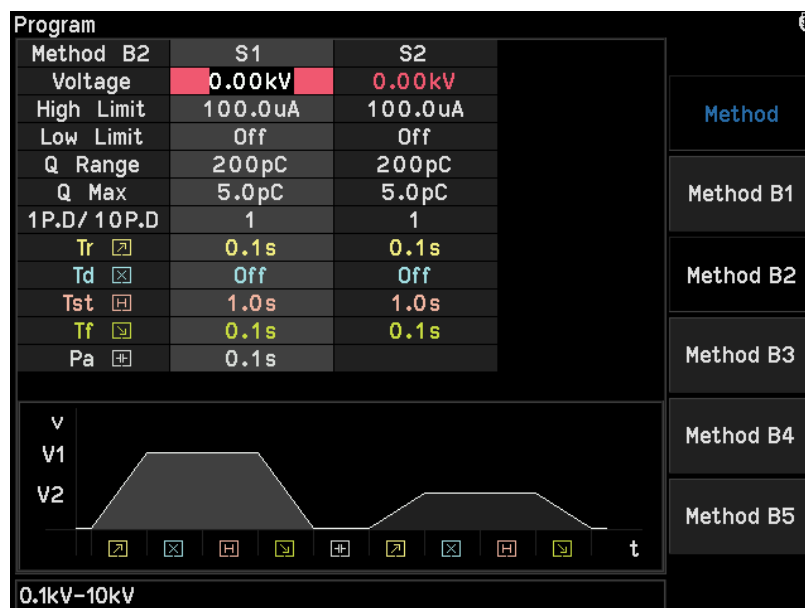 Program
Method B2 S1 S2
Voltage 0.00kV 0.00kV
High Limit 100.0uA 100.0uA
Low Limit Off Off
Q Range 200pC 200pC
Q Max 5.0pC 5.0pC
1P.D/10P.D 1 1
Tr 0.1s 0.1s
Td Off Off
Tst H 1.0s 1.0s
Tf 0.1s 0.1s
Pa 0.1s
V
V1
V2
H H t
0.1kV-10kV
Method
Method B1
Method B2
Method B3
Method B4
Method B5